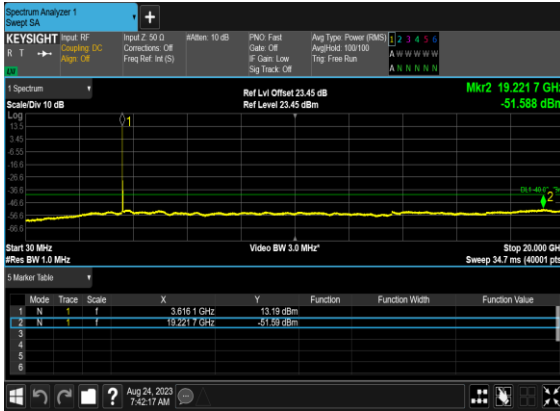 Spectrum Analyzer 1
Swept SA
+
KEYSIGHT Input: RF Input Z: 50 Ω #Atten: 10 dB PNO: Fast Avg Type: Power (RMS) 1 2 3 4 5 6
R T Coupling: DC Corrections: Off Gate: Off Avg|Hold: 100/100 A W W W W W
Align: Off Freq Ref: Int (S) IF Gain: Low Trig: Free Run
Sig Track: Off A N N N N N
1 Spectrum Ref Lvl Offset 23.45 dB Mkr2 19.221 7 GHz
Scale/Div 10 dB Ref Level 23.45 dBm -51.588 dBm
Log
1
13.5
3.45
-6.55
-16.6
-26.6
-36.6
2
-46.6
-56.6
-66.6
Start 30 MHz Video BW 3.0 MHz* Stop 20.000 GHz
#Res BW 1.0 MHz Sweep 34.7 ms (40001 pts)
5 Marker Table
Mode Trace Scale X Y Function Function Width Function Value
1 N 1 f 3.616 1 GHz 13.19 dBm
2 N 1 f 19.221 7 GHz -51.59 dBm
3
4
5
6
? Aug 24, 2023
7:42:17 AM